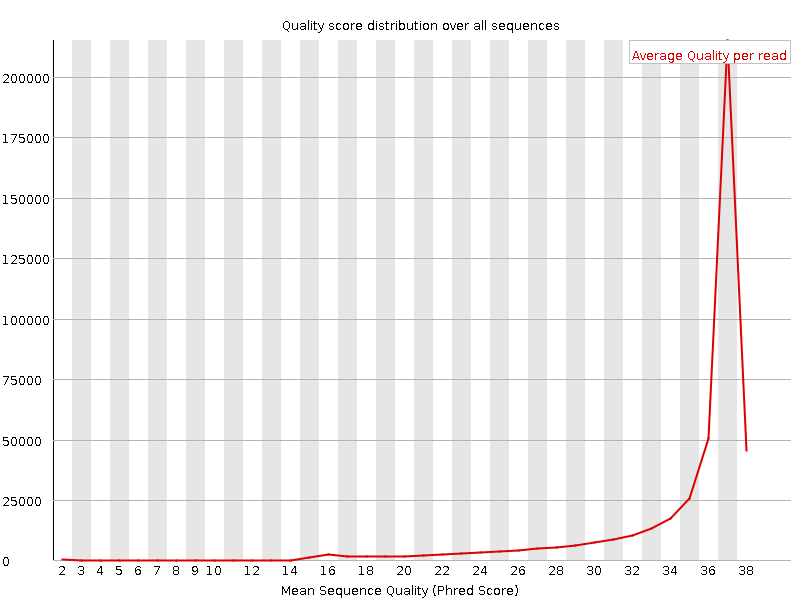 Quality score distribution over all sequences
Average Quality per read
200000
175000
150000
125000
100000
75000
50000
25000
0
2 3 4 5 6 7 8 9 10 12 14 16 18 20 22 24 26 28 30 32 34 36 38
Mean Sequence Quality (Phred Score)